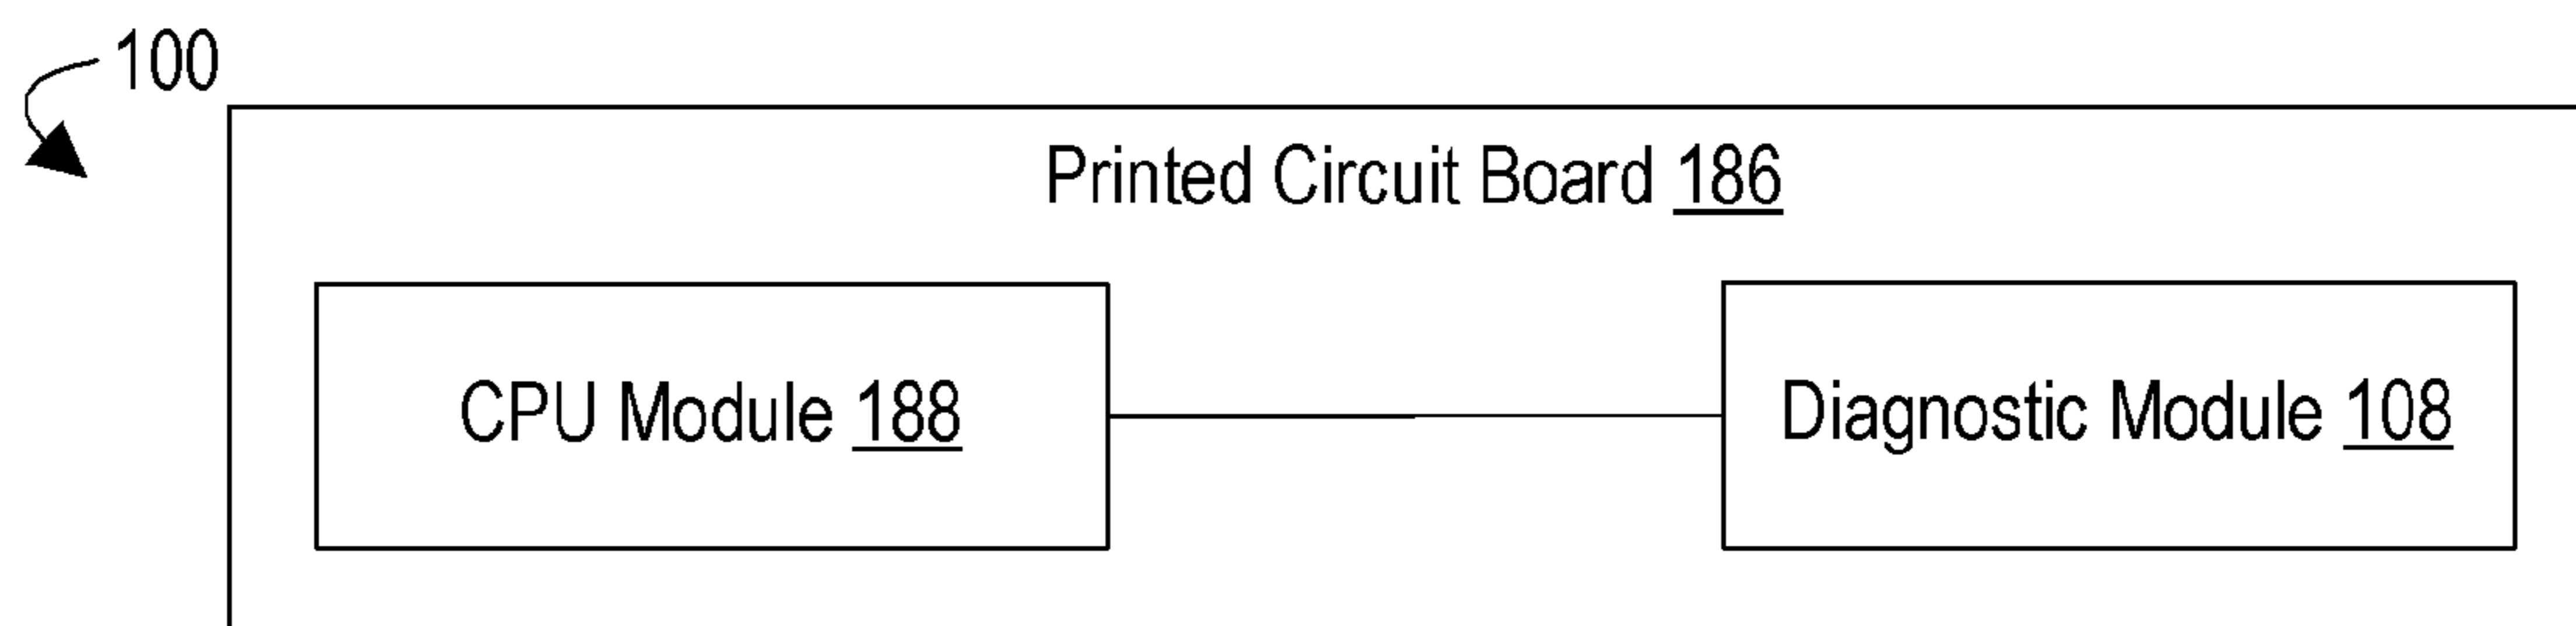 100
Printed Circuit Board 186
CPU Module 188
Diagnostic Module 108